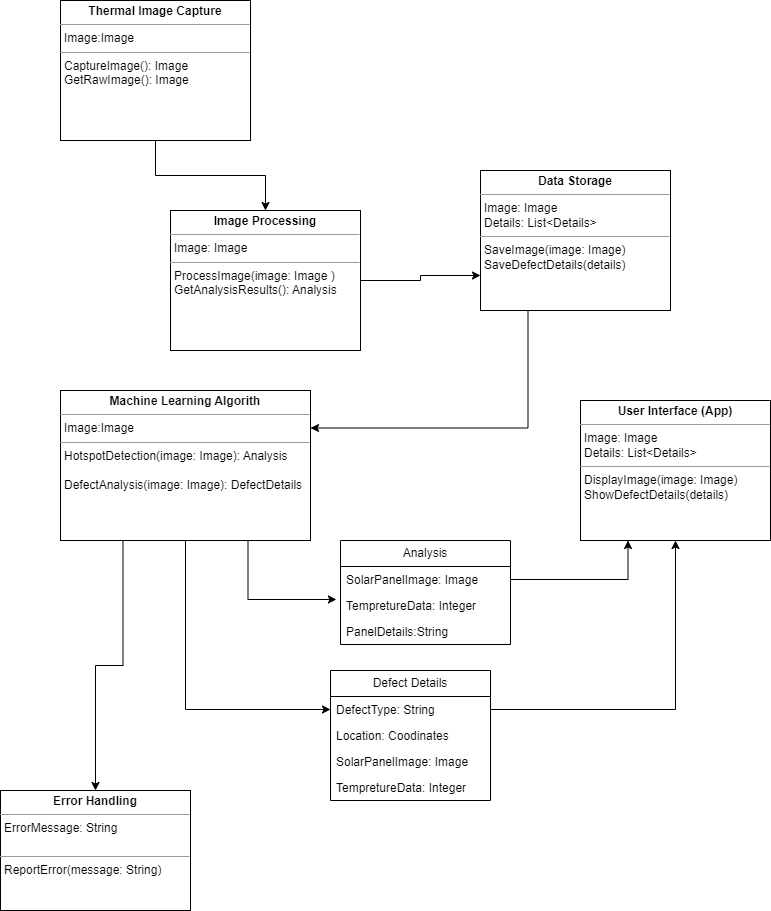 Thermal Image Capture
Image:Image
CaptureImage(): Image
GetRawImage(): Image
Data Storage
Image: Image
Details: List<Details>
SaveImage(image: Image)
SaveDefectDetails(details)
Image Processing
Image: Image
ProcessImage(image: Image )
GetAnalysisResults(): Analysis
Machine Learning Algorith
Image:Image
HotspotDetection(image: Image): Analysis
DefectAnalysis(image: Image): DefectDetails
User Interface (App)
Image: Image
Details: List<Details>
DisplayImage(image: Image)
ShowDefectDetails(details)
Analysis
SolarPanelImage: Image
TempretureData: Integer
PanelDetails:String
Defect Details
DefectType: String
Location: Coodinates
SolarPanelImage: Image
TempretureData: Integer
Error Handling
ErrorMessage: String
ReportError(message: String)